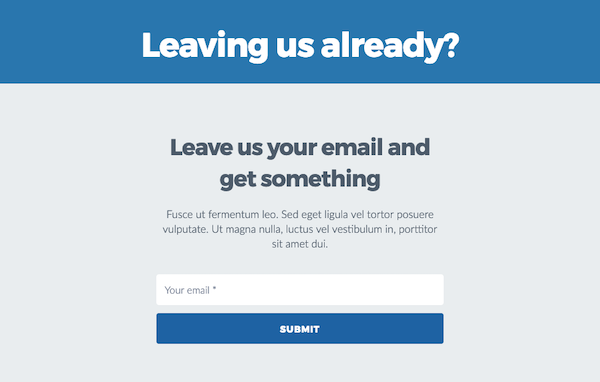 Leaving us already?
Leave us your email and
get something
Fusce ut fermentum leo. Sed eget ligula vel tortor posuere
vulputate. Ut magna nulla, luctus vel vestibulum in, porttitor
sit amet dui.
Your email *
SUBMIT